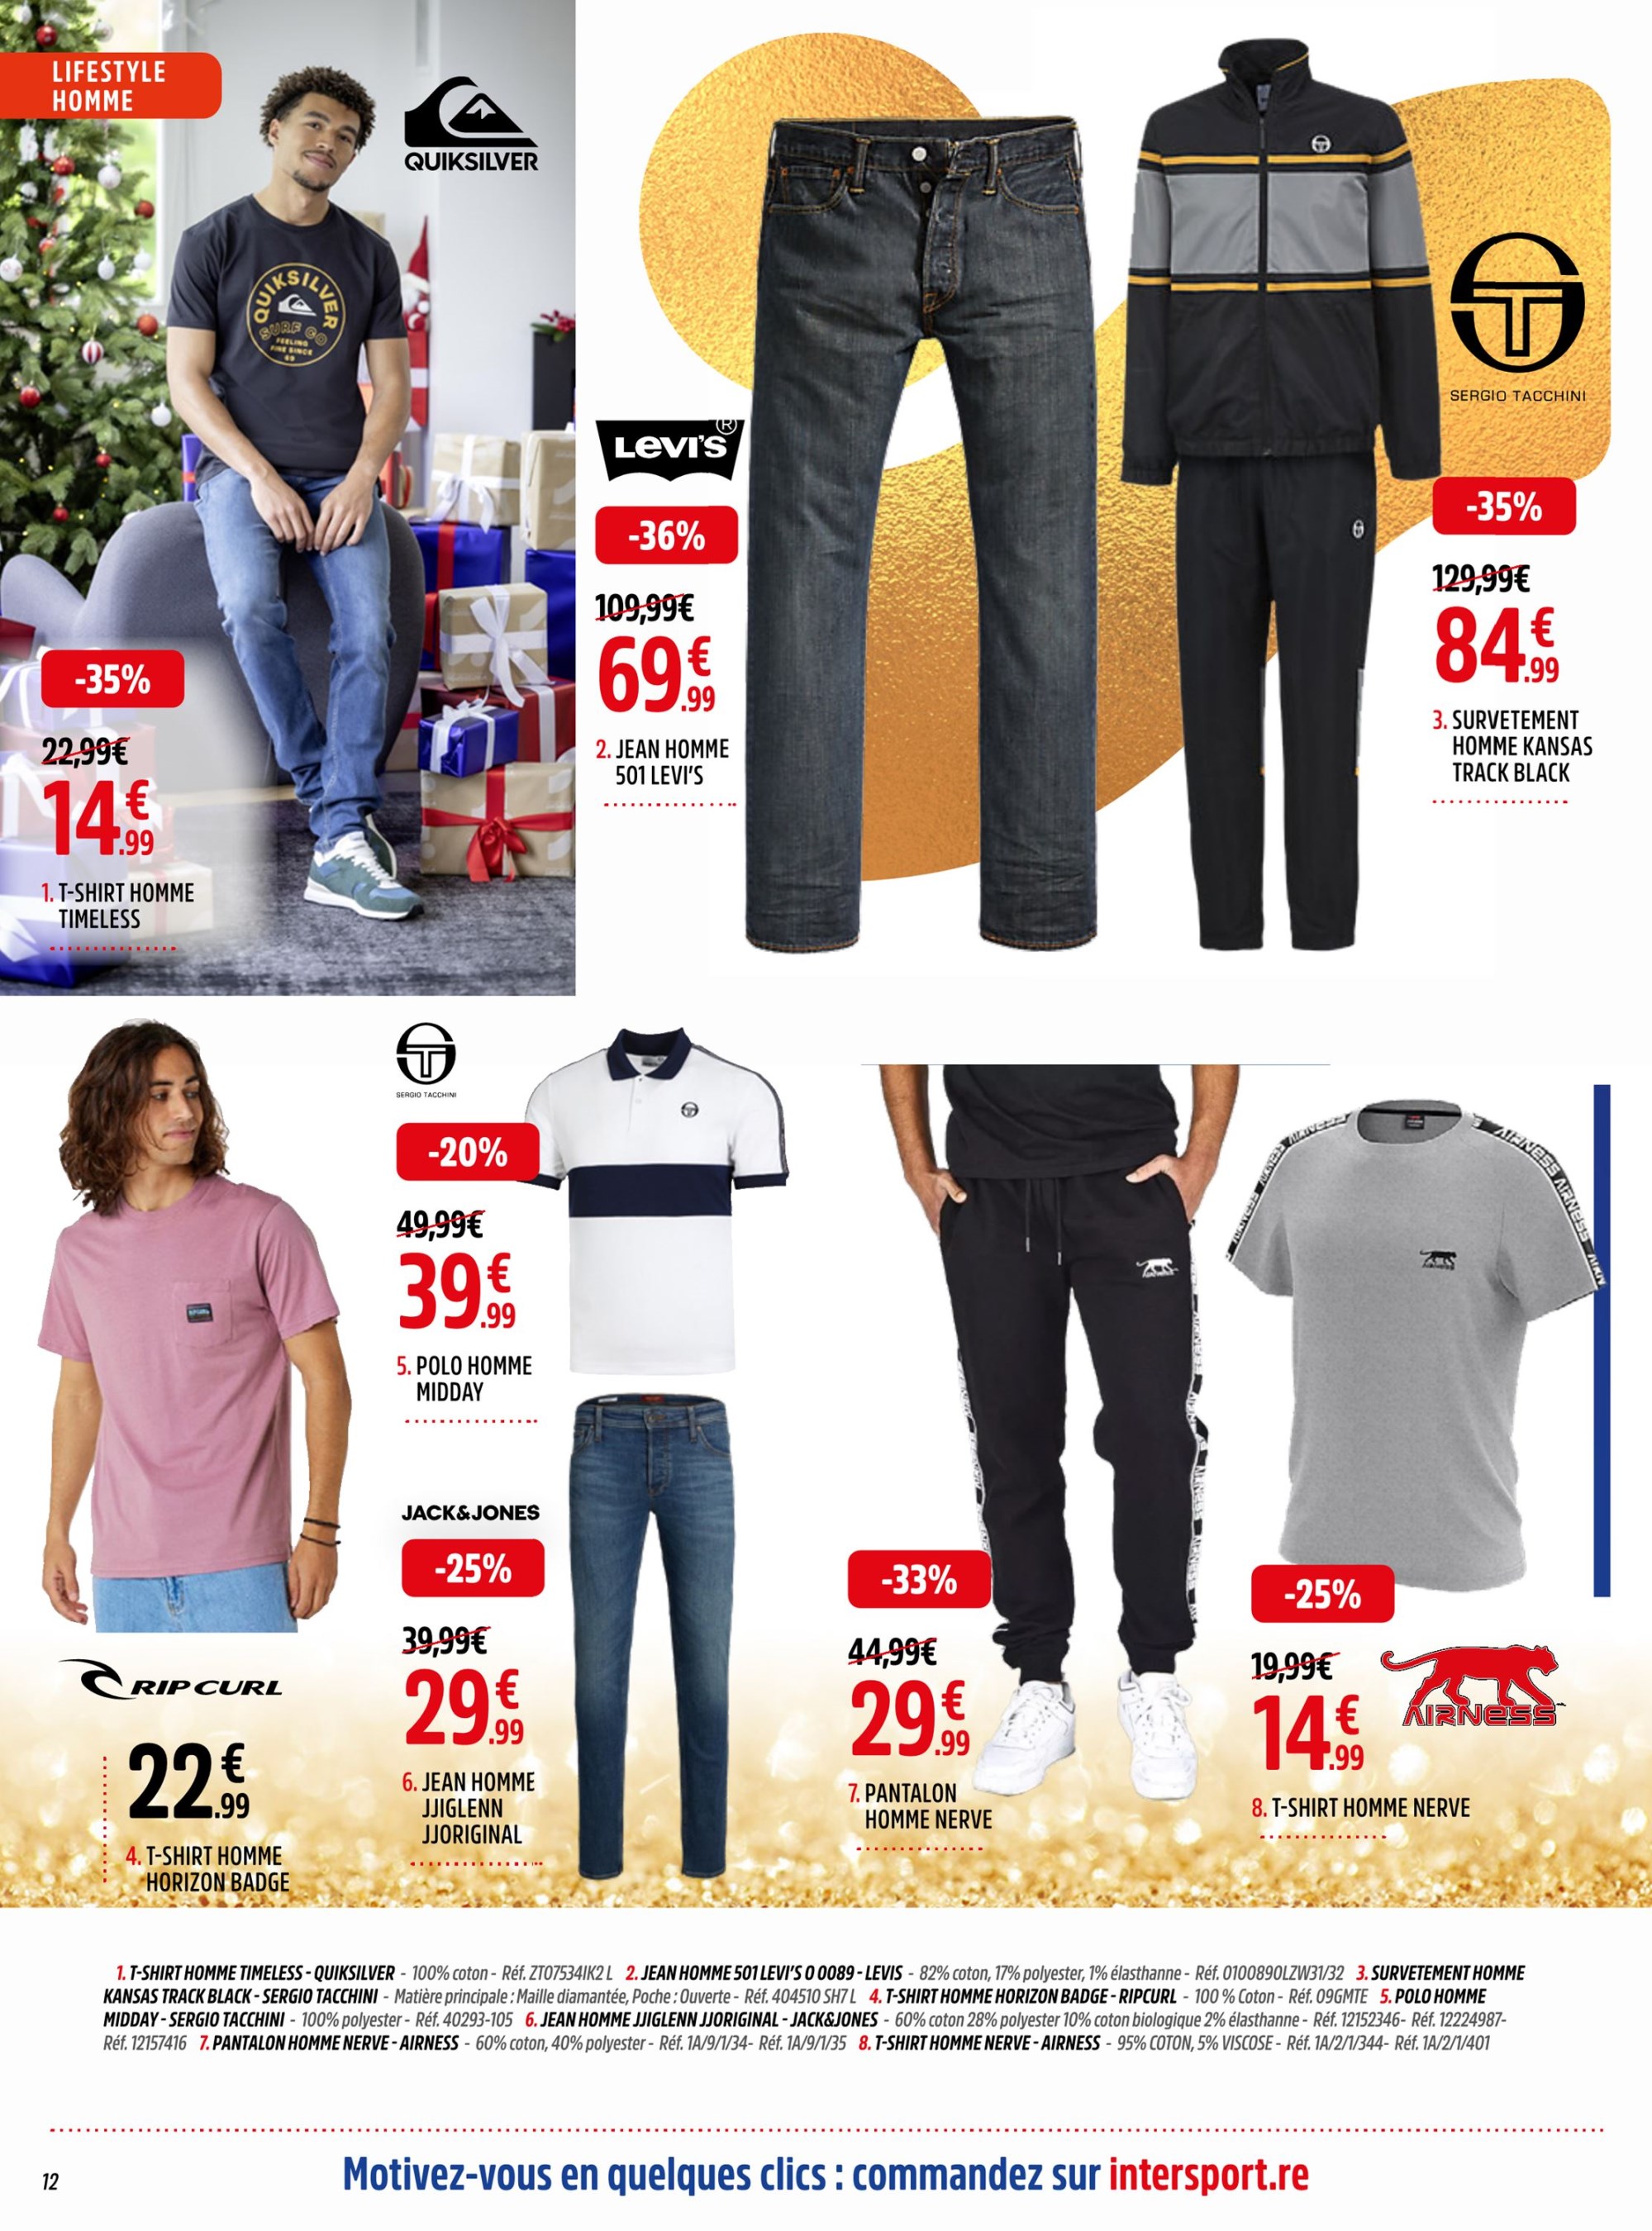 LIFESTYLE
HOMME
QUIKSILVER
QUIKSILVER
SURF CO
FEELING
FINE SINCE
69
-35%
22,99€
14€.99
1. T-SHIRT HOMME
TIMELESS
LEVI'S®
-36%
109,99€
69€.99
2. JEAN HOMME
501 LEVI'S
SERGIO TACCHINI
-35%
129,99€
84€.99
3. SURVETEMENT
HOMME KANSAS
TRACK BLACK
RIP CURL
22€.99
4. T-SHIRT HOMME
HORIZON BADGE
SERGIO TACCHINI
-20%
49,99€
39€.99
5. POLO HOMME
MIDDAY
JACK&JONES
-25%
39,99€
29€.99
6. JEAN HOMME
JJIGLENN
JJORIGINAL
AIRNESS
-33%
44,99€
29€.99
7. PANTALON
HOMME NERVE
AIRNESS AIRNESS
AIRNESS
-25%
19,99€
14€.99
AIRNESS
8. T-SHIRT HOMME NERVE
1. T-SHIRT HOMME TIMELESS - QUIKSILVER - 100% coton - Réf. ZT07534IK2 L 2. JEAN HOMME 501 LEVI'S O 0089 - LEVIS - 82% coton, 17% polyester, 1% élasthanne - Réf. 0100890LZW31/32 3. SURVETEMENT HOMME
KANSAS TRACK BLACK - SERGIO TACCHINI - Matière principale : Maille diamantée, Poche : Ouverte - Réf. 404510 SH7 L 4. T-SHIRT HOMME HORIZON BADGE - RIPCURL - 100 % Coton - Réf. 09GMTE 5. POLO HOMME
MIDDAY - SERGIO TACCHINI - 100% polyester - Réf. 40293-105 6. JEAN HOMME JJIGLENN JJORIGINAL - JACK&JONES - 60% coton 28% polyester 10% coton biologique 2% élasthanne - Réf. 12152346- Réf. 12224987-
Réf. 12157416 7. PANTALON HOMME NERVE - AIRNESS - 60% coton, 40% polyester - Réf. 1A/9/1/34- Réf. 1A/9/1/35 8. T-SHIRT HOMME NERVE - AIRNESS - 95% COTON, 5% VISCOSE - Réf. 1A/2/1/344- Réf. 1A/2/1/401
12
Motivez-vous en quelques clics : commandez sur intersport.re